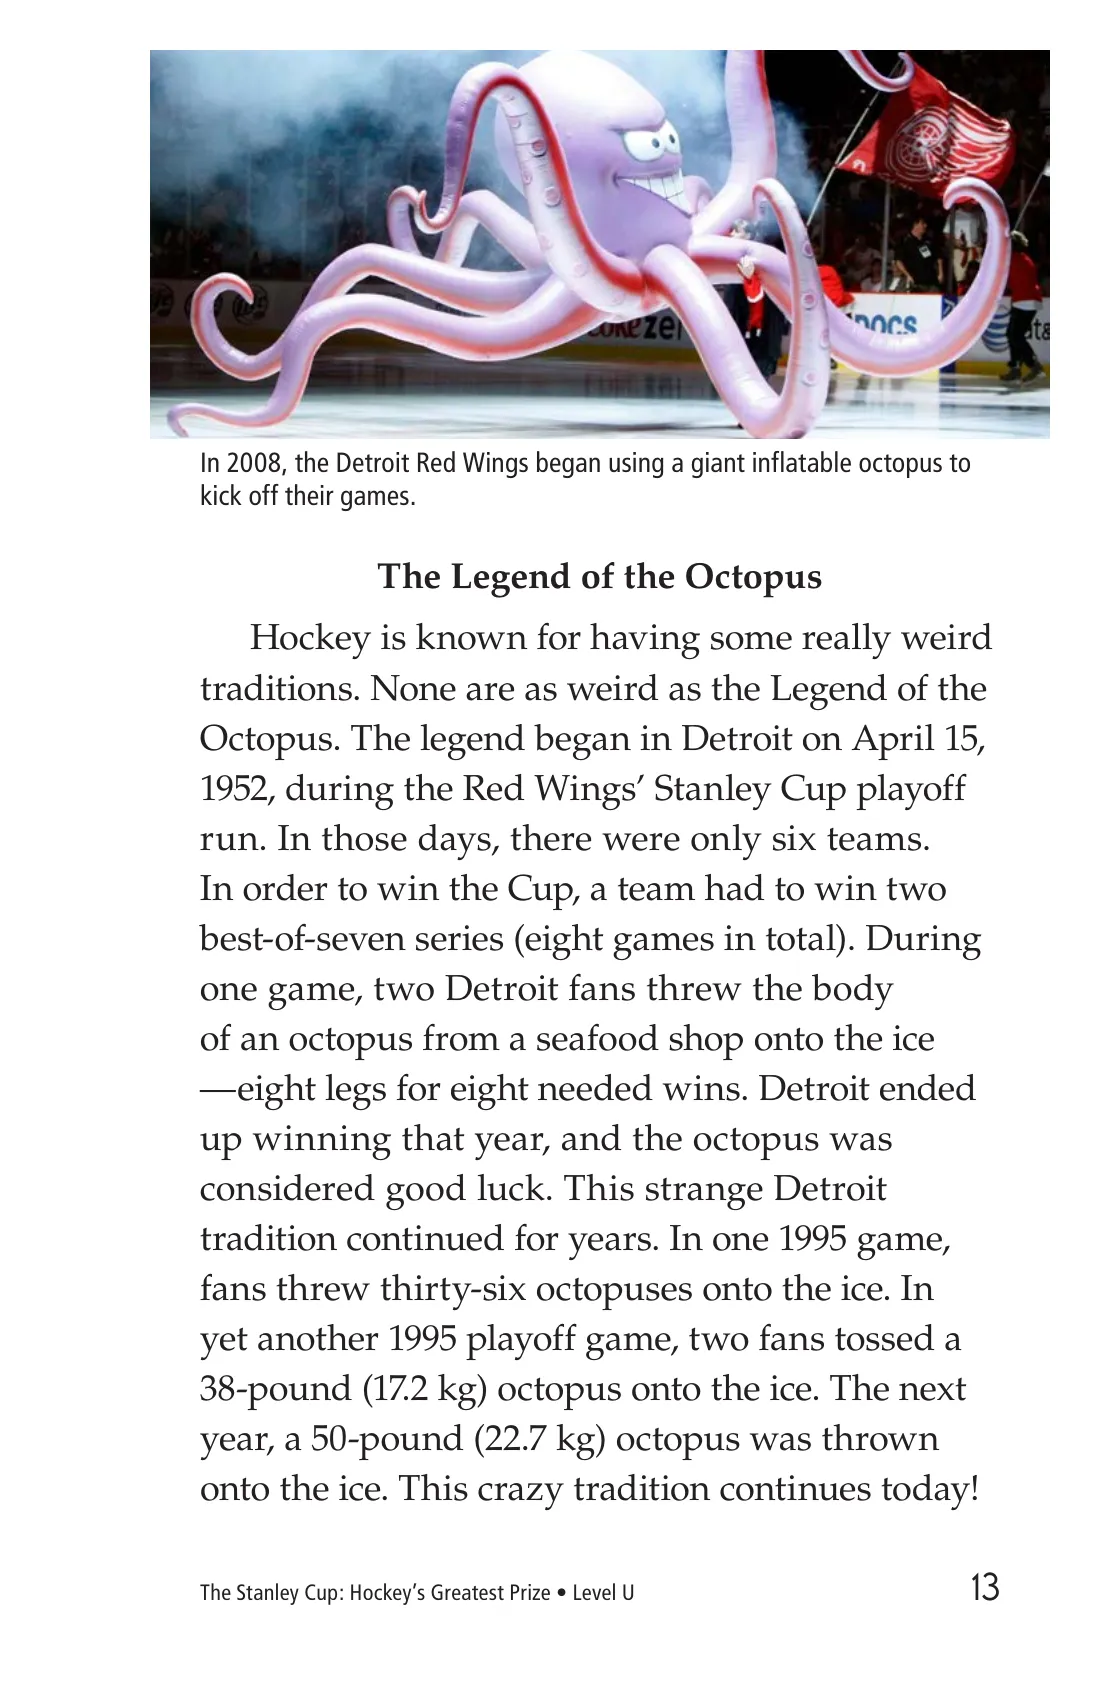 COKE zer
DOCS
at&
In 2008, the Detroit Red Wings began using a giant inflatable octopus to
kick off their games.
The Legend of the Octopus
Hockey is known for having some really weird
traditions. None are as weird as the Legend of the
Octopus. The legend began in Detroit on April 15,
1952, during the Red Wings’ Stanley Cup playoff
run. In those days, there were only six teams.
In order to win the Cup, a team had to win two
best-of-seven series (eight games in total). During
one game, two Detroit fans threw the body
of an octopus from a seafood shop onto the ice
—eight legs for eight needed wins. Detroit ended
up winning that year, and the octopus was
considered good luck. This strange Detroit
tradition continued for years. In one 1995 game,
fans threw thirty-six octopuses onto the ice. In
yet another 1995 playoff game, two fans tossed a
38-pound (17.2 kg) octopus onto the ice. The next
year, a 50-pound (22.7 kg) octopus was thrown
onto the ice. This crazy tradition continues today!
The Stanley Cup: Hockey’s Greatest Prize • Level U
13